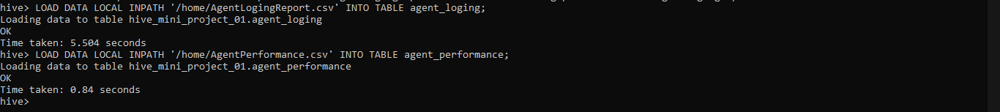 hive> LOAD DATA LOCAL INPATH '/home/AgentLogingReport.csv' INTO TABLE agent_loging;
Loading data to table hive_mini_project_01.agent_loging
OK
Time taken: 5.504 seconds
hive> LOAD DATA LOCAL INPATH '/home/AgentPerformance.csv' INTO TABLE agent_performance;
Loading data to table hive_mini_project_01.agent_performance
OK
Time taken: 0.84 seconds
hive>